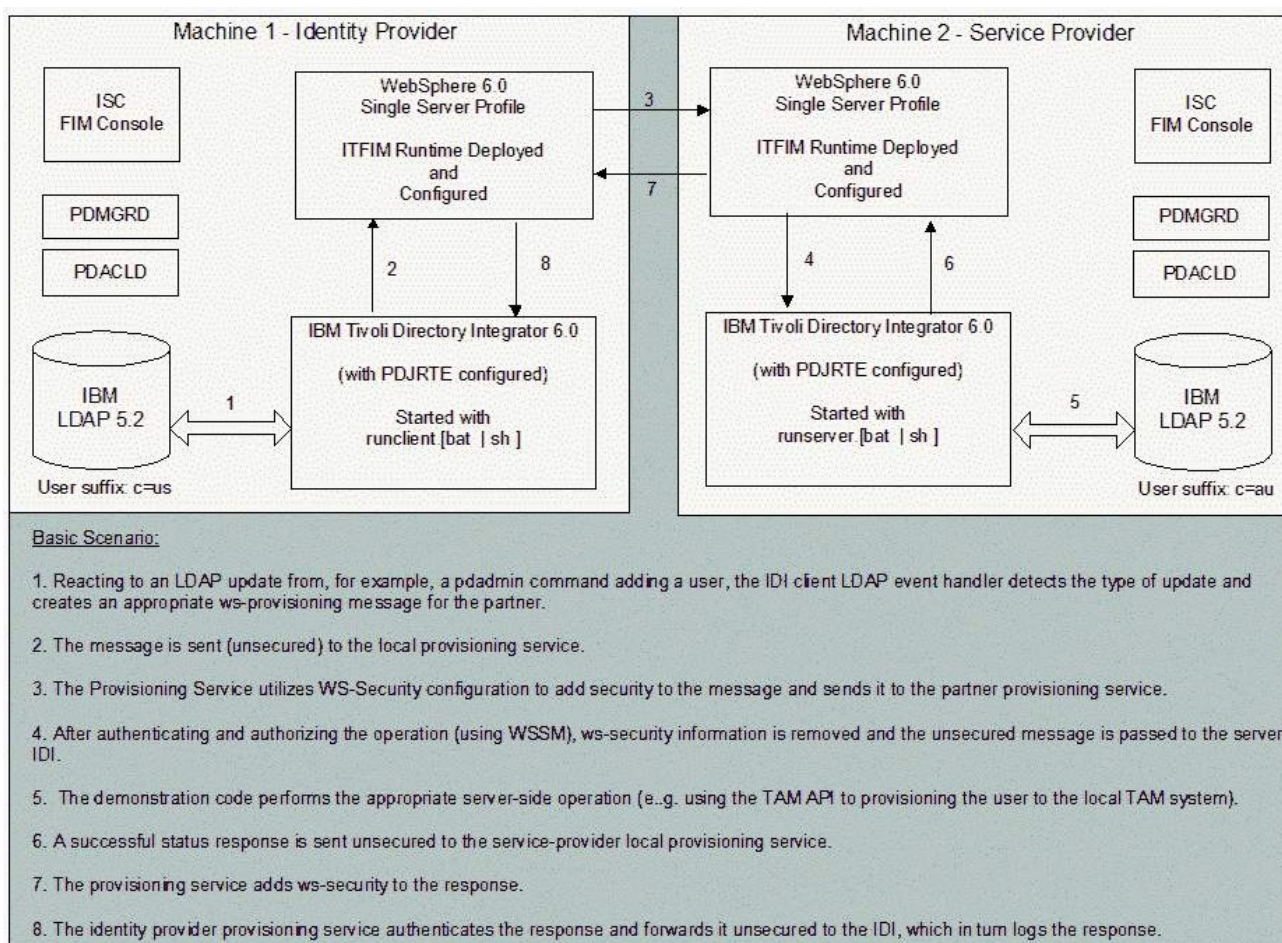 Machine 1 - Identity Provider
ISC
FIM Console
PDMGRD
PDACLD
WebSphere 6.0
Single Server Profile
ITFIM Runtime Deployed
and
Configured
2
8
IBM
LDAP 5.2
User suffix: c=us
1
IBM Tivoli Directory Integrator 6.0
(with PDJRTE configured)
Started with
runclient.[bat | sh ]
3
7
Machine 2 - Service Provider
WebSphere 6.0
Single Server Profile
ITFIM Runtime Deployed
and
Configured
ISC
FIM Console
PDMGRD
PDACLD
4
6
IBM Tivoli Directory Integrator 6.0
(with PDJRTE configured)
Started with
runserver.[bat | sh ]
5
IBM
LDAP 5.2
User suffix: c=au
Basic Scenario:
1. Reacting to an LDAP update from, for example, a pdadmin command adding a user, the IDI client LDAP event handler detects the type of update and
creates an appropriate ws-provisioning message for the partner.
2. The message is sent (unsecured) to the local provisioning service.
3. The Provisioning Service utilizes WS-Security configuration to add security to the message and sends it to the partner provisioning service.
4. After authenticating and authorizing the operation (using WSSM), ws-security information is removed and the unsecured message is passed to the server
IDI.
5. The demonstration code performs the appropriate server-side operation (e..g. using the TAM API to provisioning the user to the local TAM system).
6. A successful status response is sent unsecured to the service-provider local provisioning service.
7. The provisioning service adds ws-security to the response.
8. The identity provider provisioning service authenticates the response and forwards it unsecured to the IDI, which in turn logs the response.